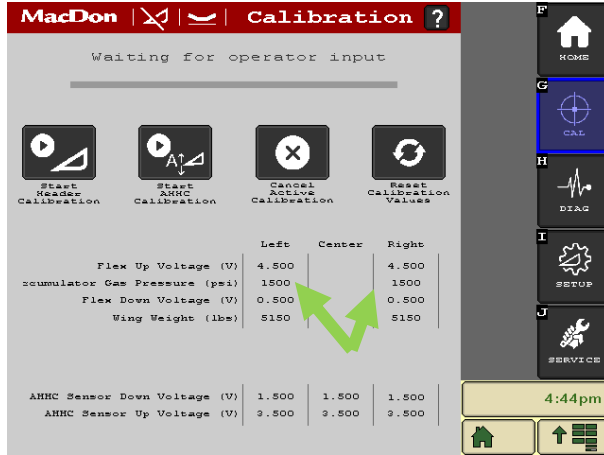 MacDon Calibration ?
Waiting for operator input
Start Header Calibration
Start AHHC Calibration
Cancel Active Calibration
Reset Calibration Values
Left Center Right
Flex Up Voltage (V) 4.500 4.500
ccumulator Gas Pressure (psi) 1500 1500
Flex Down Voltage (V) 0.500 0.500
Wing Weight (lbs) 5150 5150
AHHC Sensor Down Voltage (V) 1.500 1.500 1.500
AHHC Sensor Up Voltage (V) 3.500 3.500 3.500
F
HOME
G
CAL
H
DIAG
I
SETUP
J
SERVICE
4:44pm